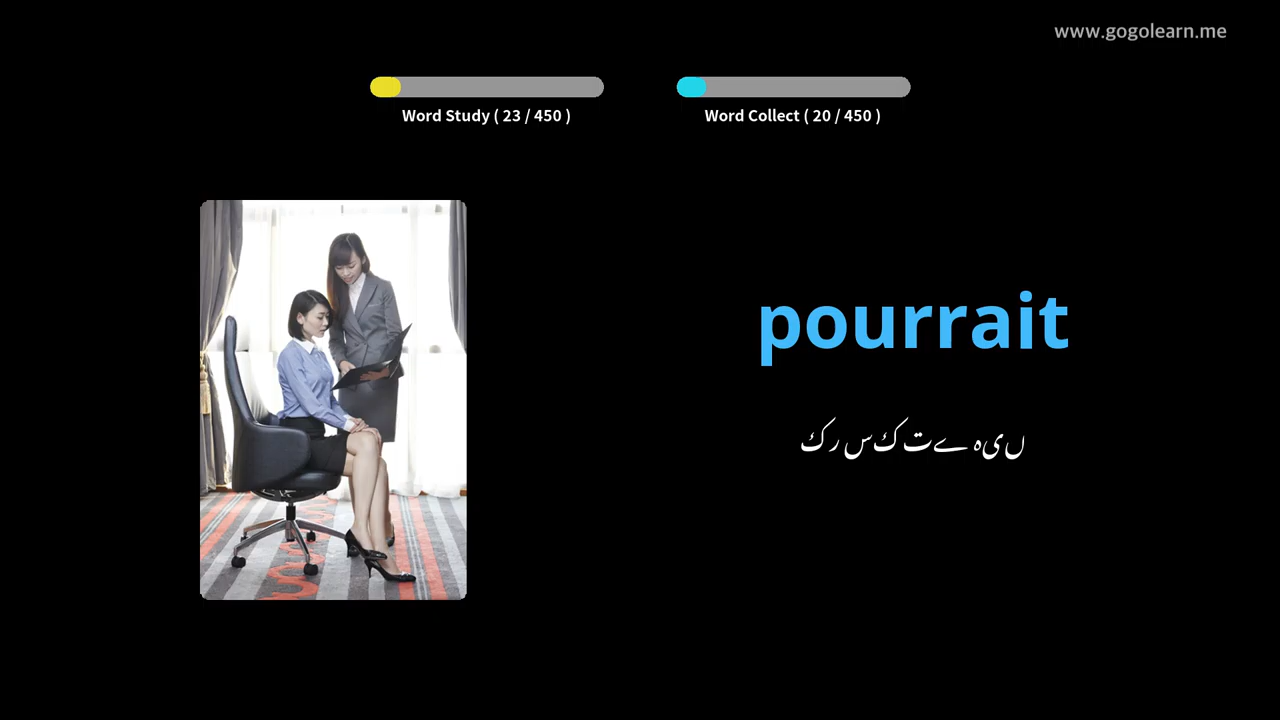 www.gogolearn.me
Word Study ( 23 / 450 )
Word Collect ( 20 / 450 )
pourrait
کر سکتے ہیں